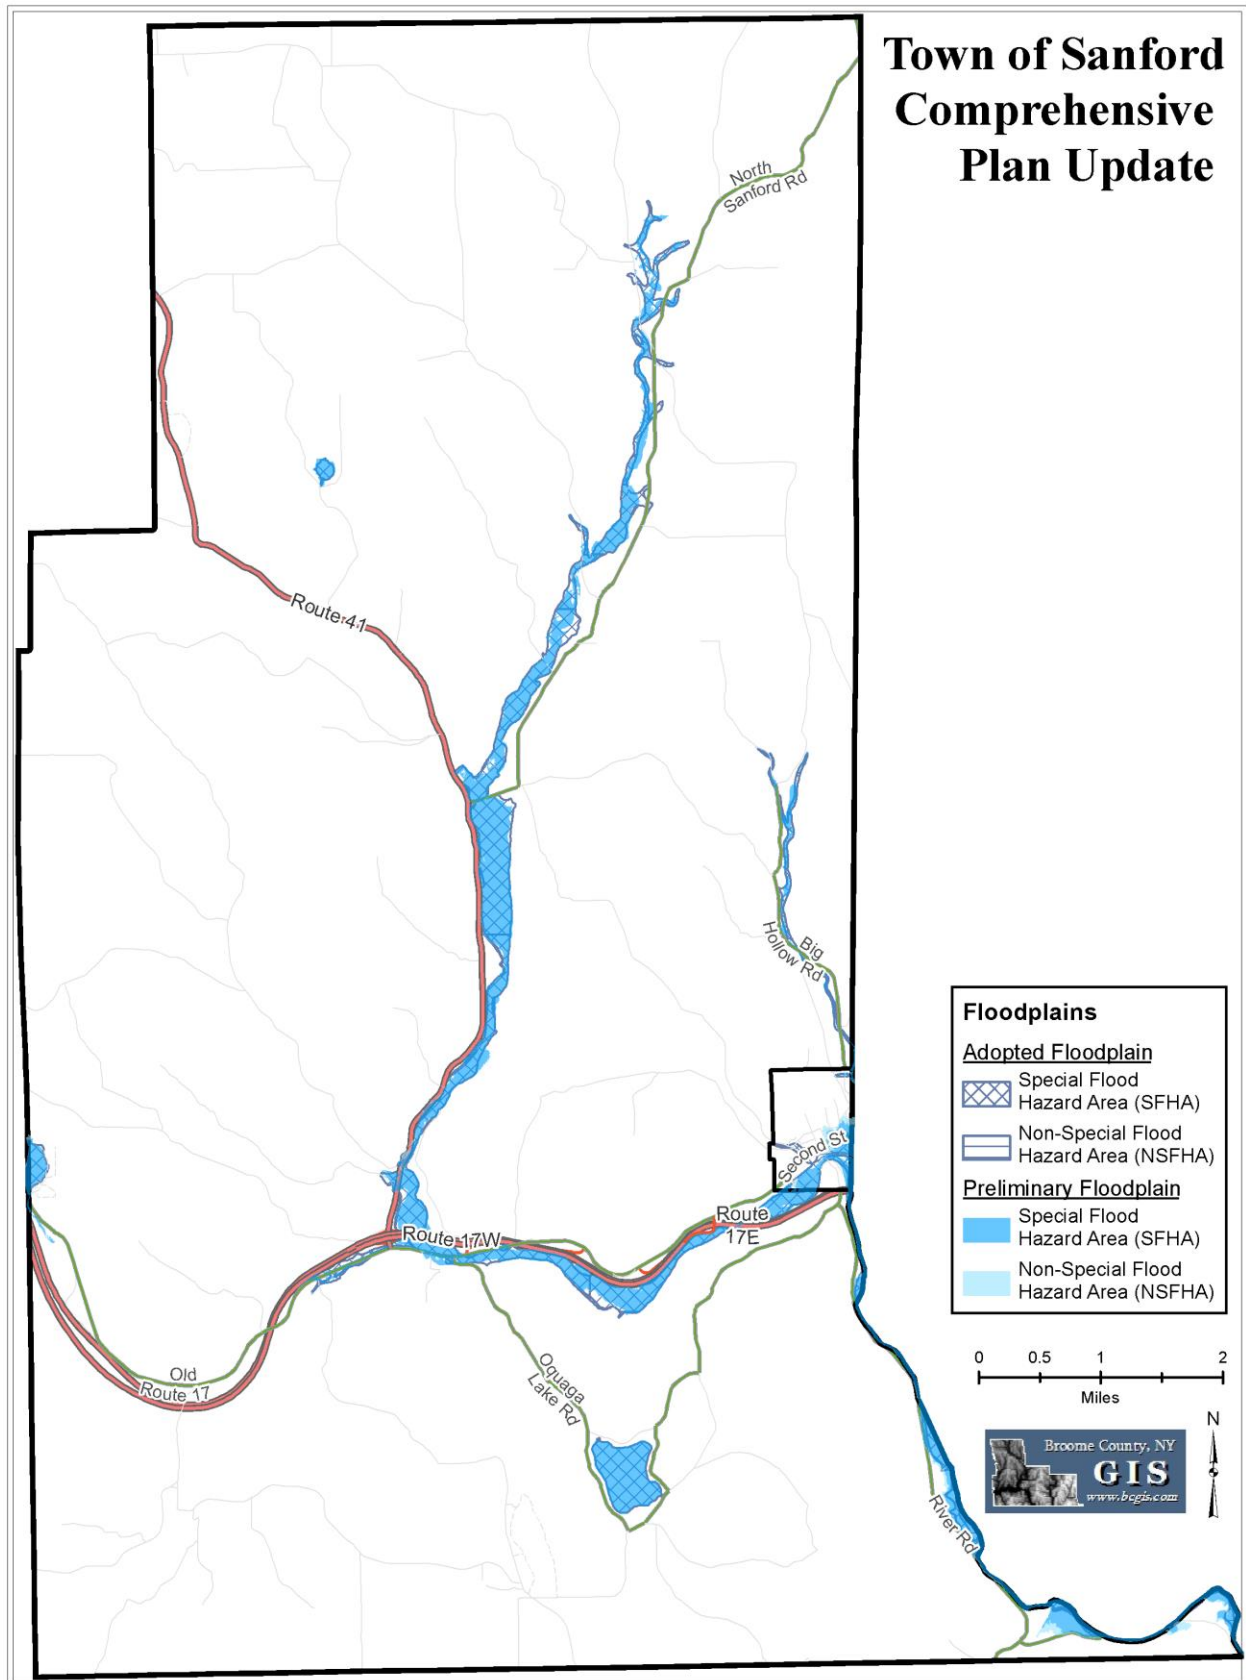 Town of Sanford
Comprehensive
Plan Update
North
Sanford Rd
Route 41
Big
Hollow Rd
Second St
Route
17E
Route 17W
Old
Route 17
Oquaga
Lake Rd
River Rd
Floodplains
Adopted Floodplain
Special Flood
Hazard Area (SFHA)
Non-Special Flood
Hazard Area (NSFHA)
Preliminary Floodplain
Special Flood
Hazard Area (SFHA)
Non-Special Flood
Hazard Area (NSFHA)
0 0.5 1 2
Miles
N
Broome County, NY
GIS
www.bcgis.com